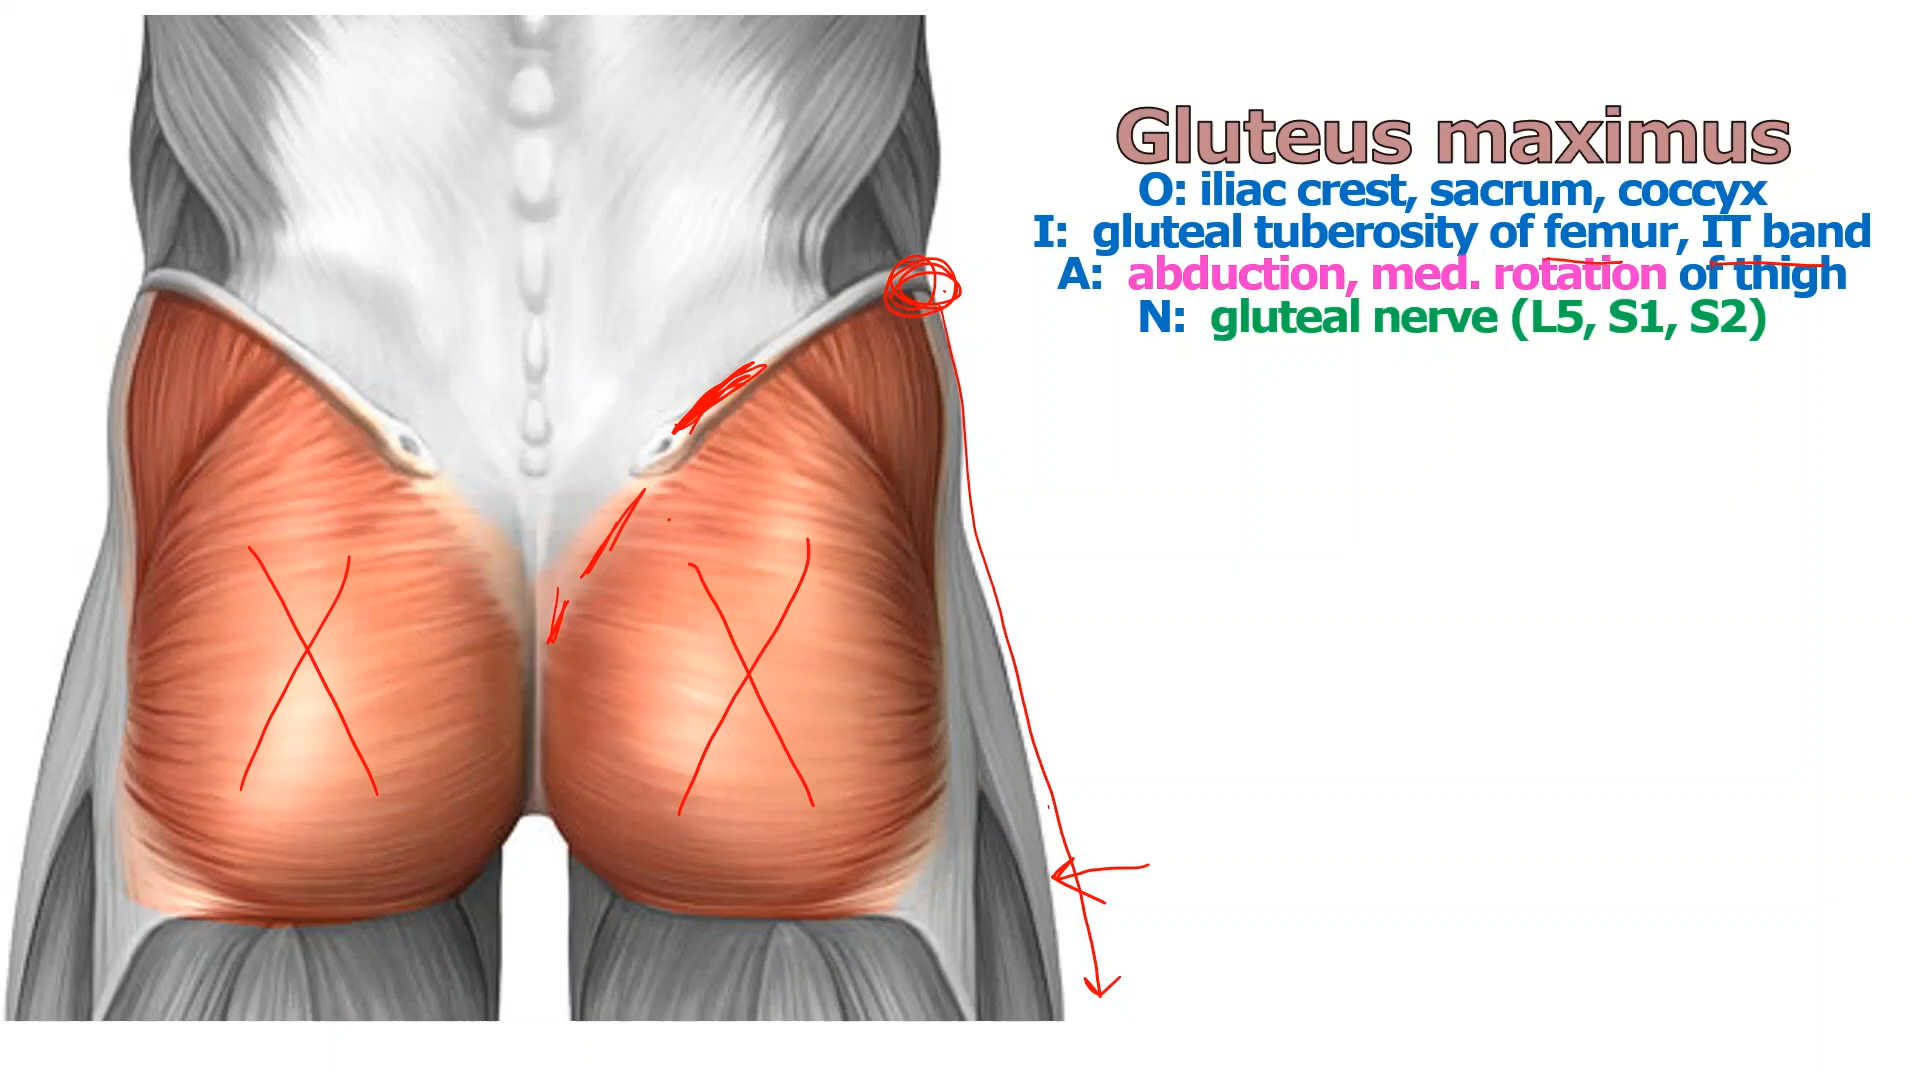 Gluteus maximus
O: iliac crest, sacrum, coccyx
I: gluteal tuberosity of femur, IT band
A: abduction, med. rotation of thigh
N: gluteal nerve (L5, S1, S2)